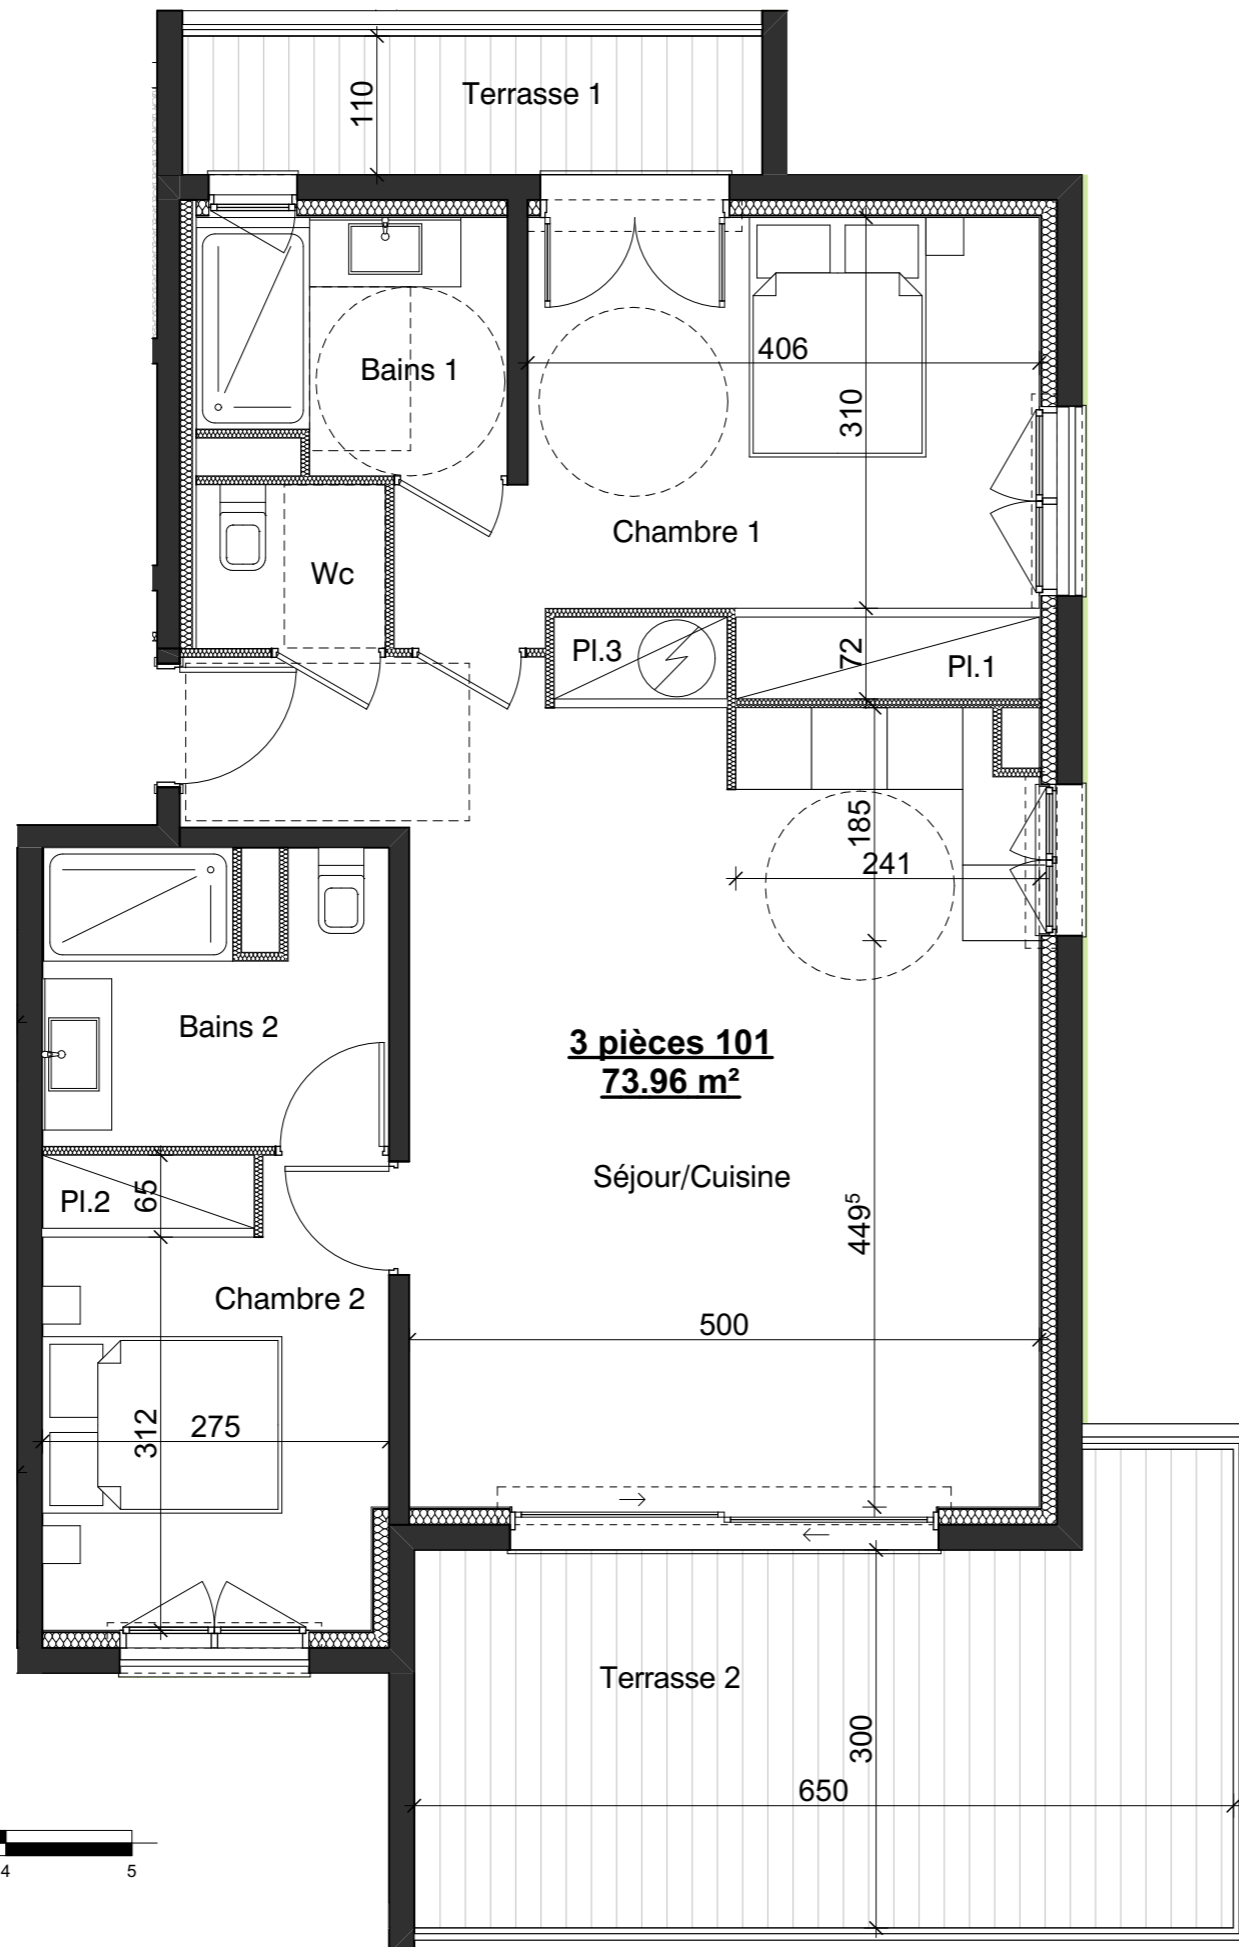 Terrasse 1
110
Bains 1
406
310
Chambre 1
Wc
Pl.3
72
Pl.1
185
241
Bains 2
3 pièces 101
73.96 m²
Séjour/Cuisine
65
Pl.2
449⁵
Chambre 2
500
312
275
Terrasse 2
300
650
4 5